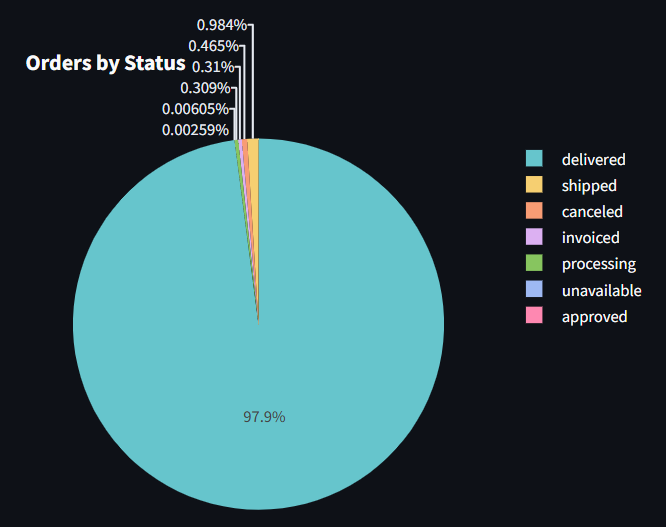 0.984%
0.465%
Orders by Status
0.31%
0.309%
0.00605%
0.00259%
delivered
shipped
canceled
invoiced
processing
unavailable
approved
97.9%